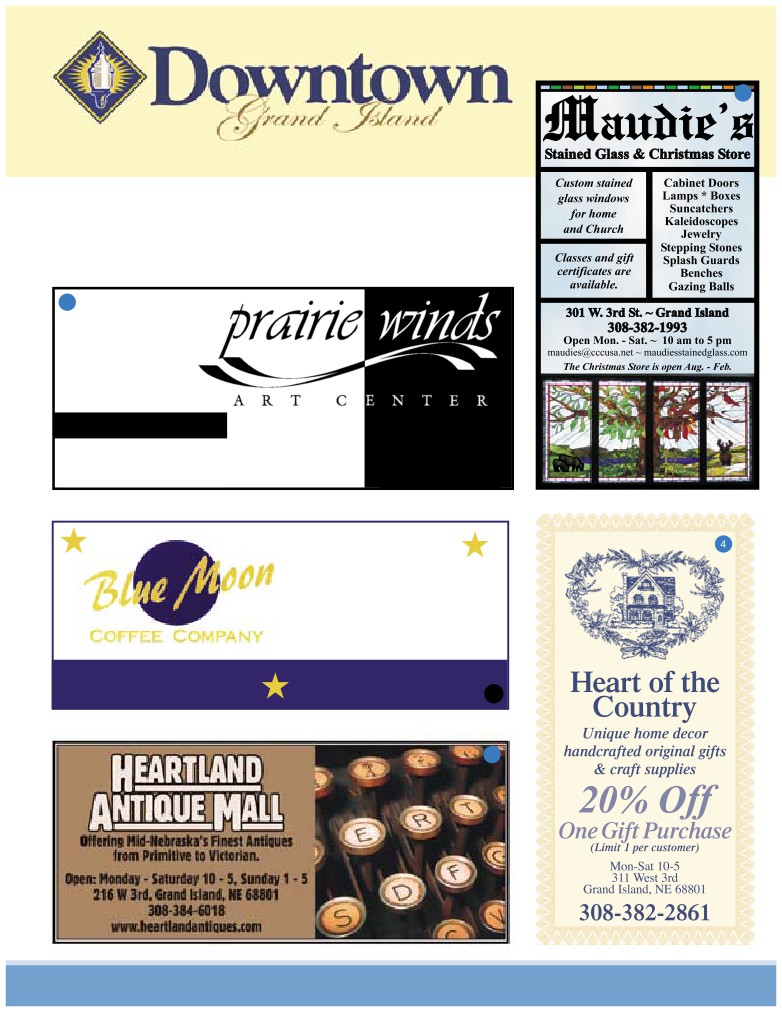 Downtown
Grand Island
Maudie's
Stained Glass & Christmas Store
Custom stained
glass windows
for home
and Church
Classes and gift
certificates are
available.
Cabinet Doors
Lamps * Boxes
Suncatchers
Kaleidoscopes
Jewelry
Stepping Stones
Splash Guards
Benches
Gazing Balls
301 W. 3rd St. ~ Grand Island
308-382-1993
Open Mon. - Sat. ~ 10 am to 5 pm
maudies@cccusa.net ~ maudiesstainedglass.com
The Christmas Store is open Aug. - Feb.
prairie winds
ART CENTER
Blue Moon
COFFEE COMPANY
4
Heart of the
Country
Unique home decor
handcrafted original gifts
& craft supplies
20% Off
One Gift Purchase
(Limit 1 per customer)
Mon-Sat 10-5
311 West 3rd
Grand Island, NE 68801
308-382-2861
HEARTLAND
ANTIQUE MALL
Offering Mid-Nebraska's Finest Antiques
from Primitive to Victorian.
Open: Monday - Saturday 10 - 5, Sunday 1 - 5
216 W 3rd, Grand Island, NE 68801
308-384-6018
www.heartlandantiques.com
E R T
S D F G
C V